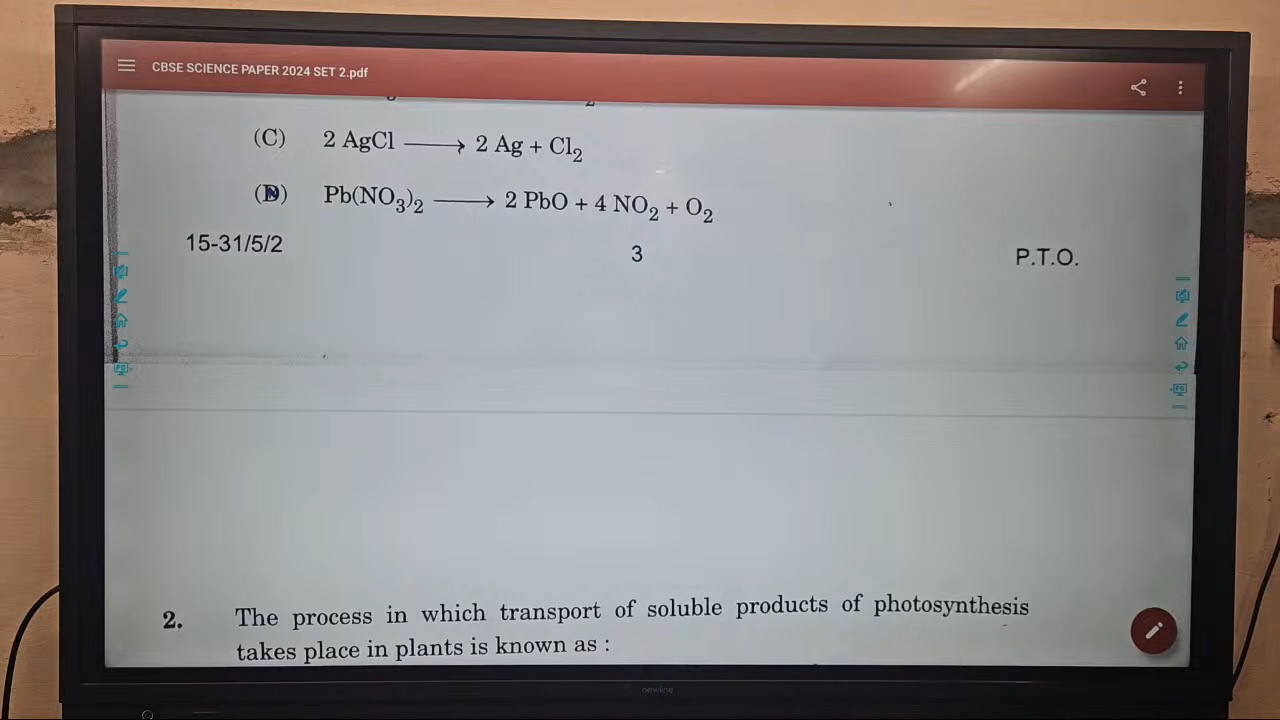 CBSE SCIENCE PAPER 2024 SET 2.pdf
(C) 2 AgCl ⟶ 2 Ag + Cl₂
(D) Pb(NO₃)₂ ⟶ 2 PbO + 4 NO₂ + O₂
15-31/5/2 3 P.T.O.
2. The process in which transport of soluble products of photosynthesis
takes place in plants is known as :
newline